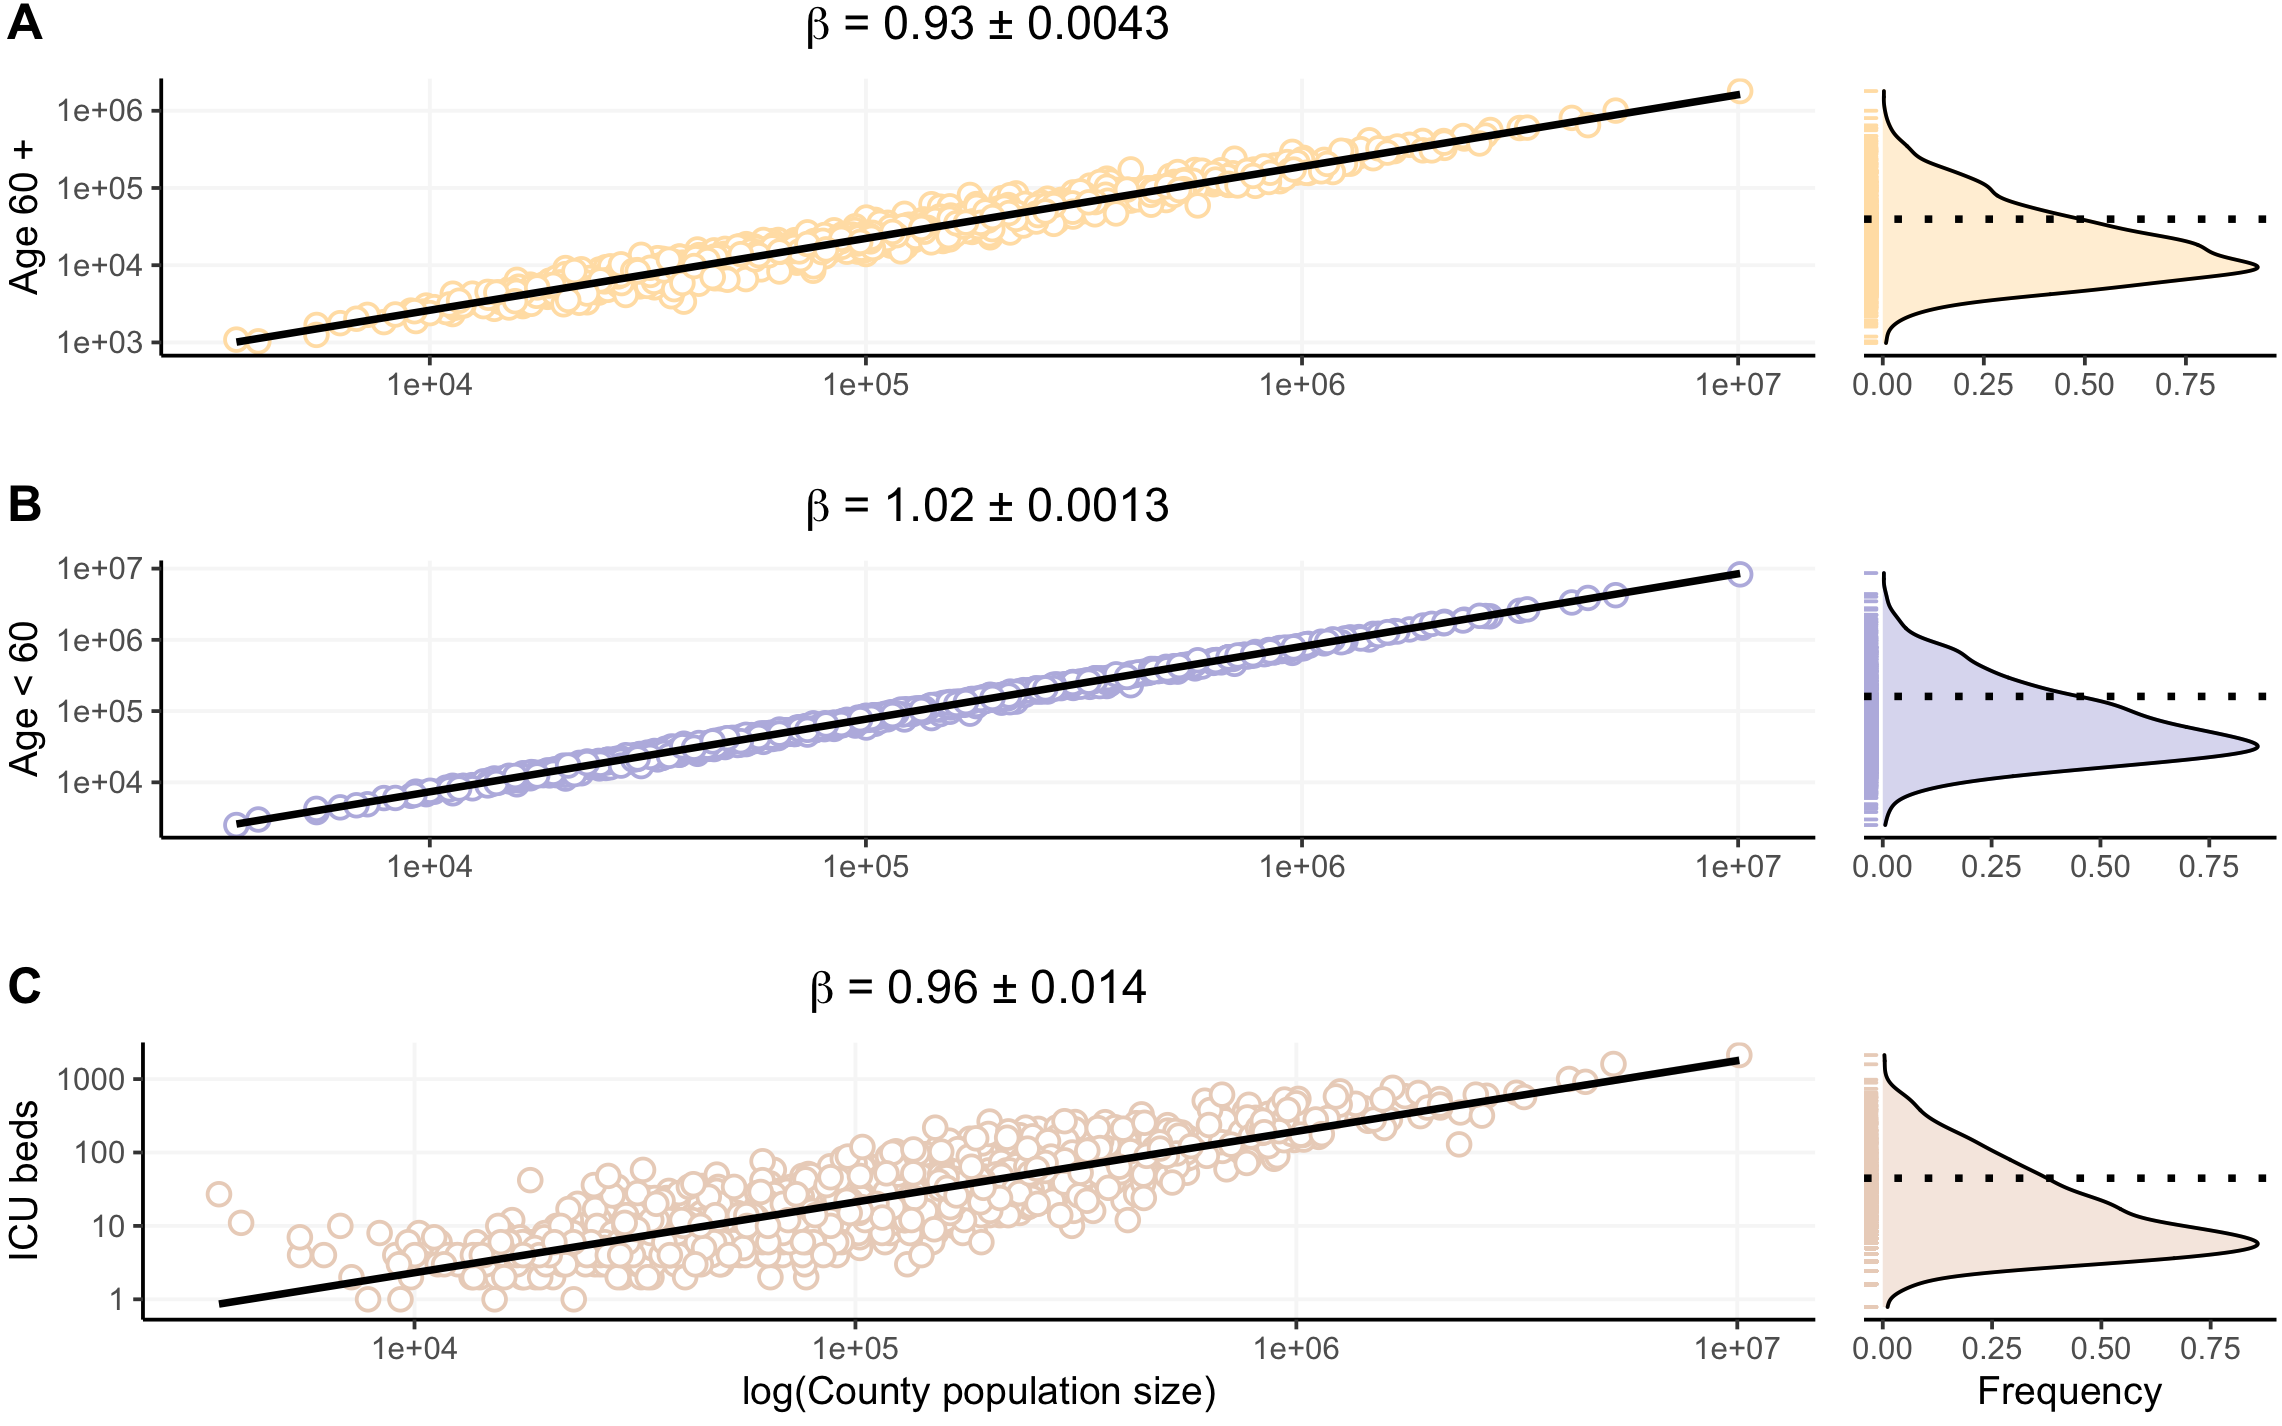 A
β = 0.93 ± 0.0043
Age 60 +
1e+06
1e+05
1e+04
1e+03
1e+04 1e+05 1e+06 1e+07
0.00 0.25 0.50 0.75
B
β = 1.02 ± 0.0013
Age < 60
1e+07
1e+06
1e+05
1e+04
1e+04 1e+05 1e+06 1e+07
0.00 0.25 0.50 0.75
C
β = 0.96 ± 0.014
ICU beds
1000
100
10
1
1e+04 1e+05 1e+06 1e+07
0.00 0.25 0.50 0.75
log(County population size)
Frequency